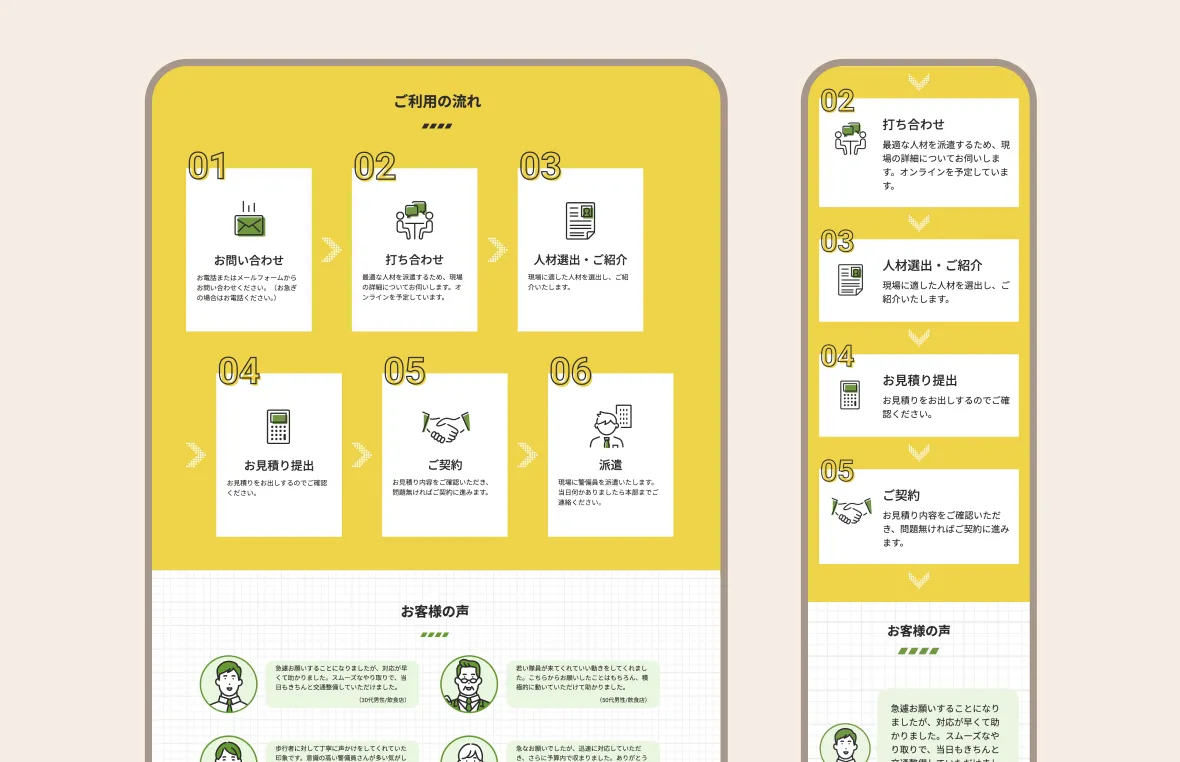 ご利用の流れ
01
お問い合わせ
お電話またはメールフォームから
お問い合わせください。（お急ぎ
の場合はお電話ください。）
02
打ち合わせ
最適な人材を派遣するため、現場
の詳細についてお伺いします。オ
ンラインを予定しています。
03
人材選出・ご紹介
現場に適した人材を選出し、ご紹
介いたします。
04
お見積り提出
お見積りをお出しするのでご確認
ください。
05
ご契約
お見積り内容をご確認いただき、
問題無ければご契約に進みます。
06
派遣
現場に警備員を派遣いたします。
当日何かありましたら本部までご
連絡ください。
お客様の声
急遽お願いすることになりましたが、対応が早
くて助かりました。スムーズなやり取りで、当
日もきちんと交通整備していただけました。
（30代男性/飲食店）
若い隊員が来てくれていい動きをしてくれまし
た。こちらからお願いしたことはもちろん、積
極的に動いていただけて助かりました。
（50代男性/飲食店）
歩行者に対して丁寧に声かけをしてくれていた
印象です。意識の高い警備員さんが多い気がし
急なお願いでしたが、迅速に対応していただ
き、さらに予算内で収まりました。ありがとう
02
打ち合わせ
最適な人材を派遣するため、現
場の詳細についてお伺いしま
す。オンラインを予定していま
す。
03
人材選出・ご紹介
現場に適した人材を選出し、ご
紹介いたします。
04
お見積り提出
お見積りをお出しするのでご確
認ください。
05
ご契約
お見積り内容をご確認いただ
き、問題無ければご契約に進み
ます。
お客様の声
急遽お願いすることになり
ましたが、対応が早くて助
かりました。スムーズなや
り取りで、当日もきちんと
交通整備していただけまし